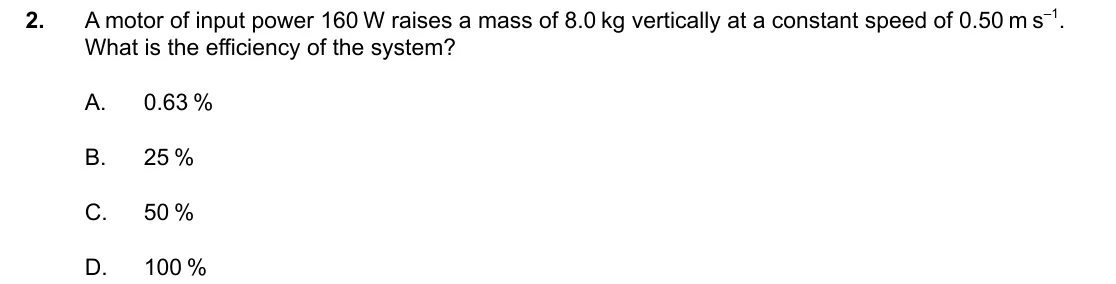 2. A motor of input power 160 W raises a mass of 8.0 kg vertically at a constant speed of 0.50 m s⁻¹.
What is the efficiency of the system?
A. 0.63 %
B. 25 %
C. 50 %
D. 100 %